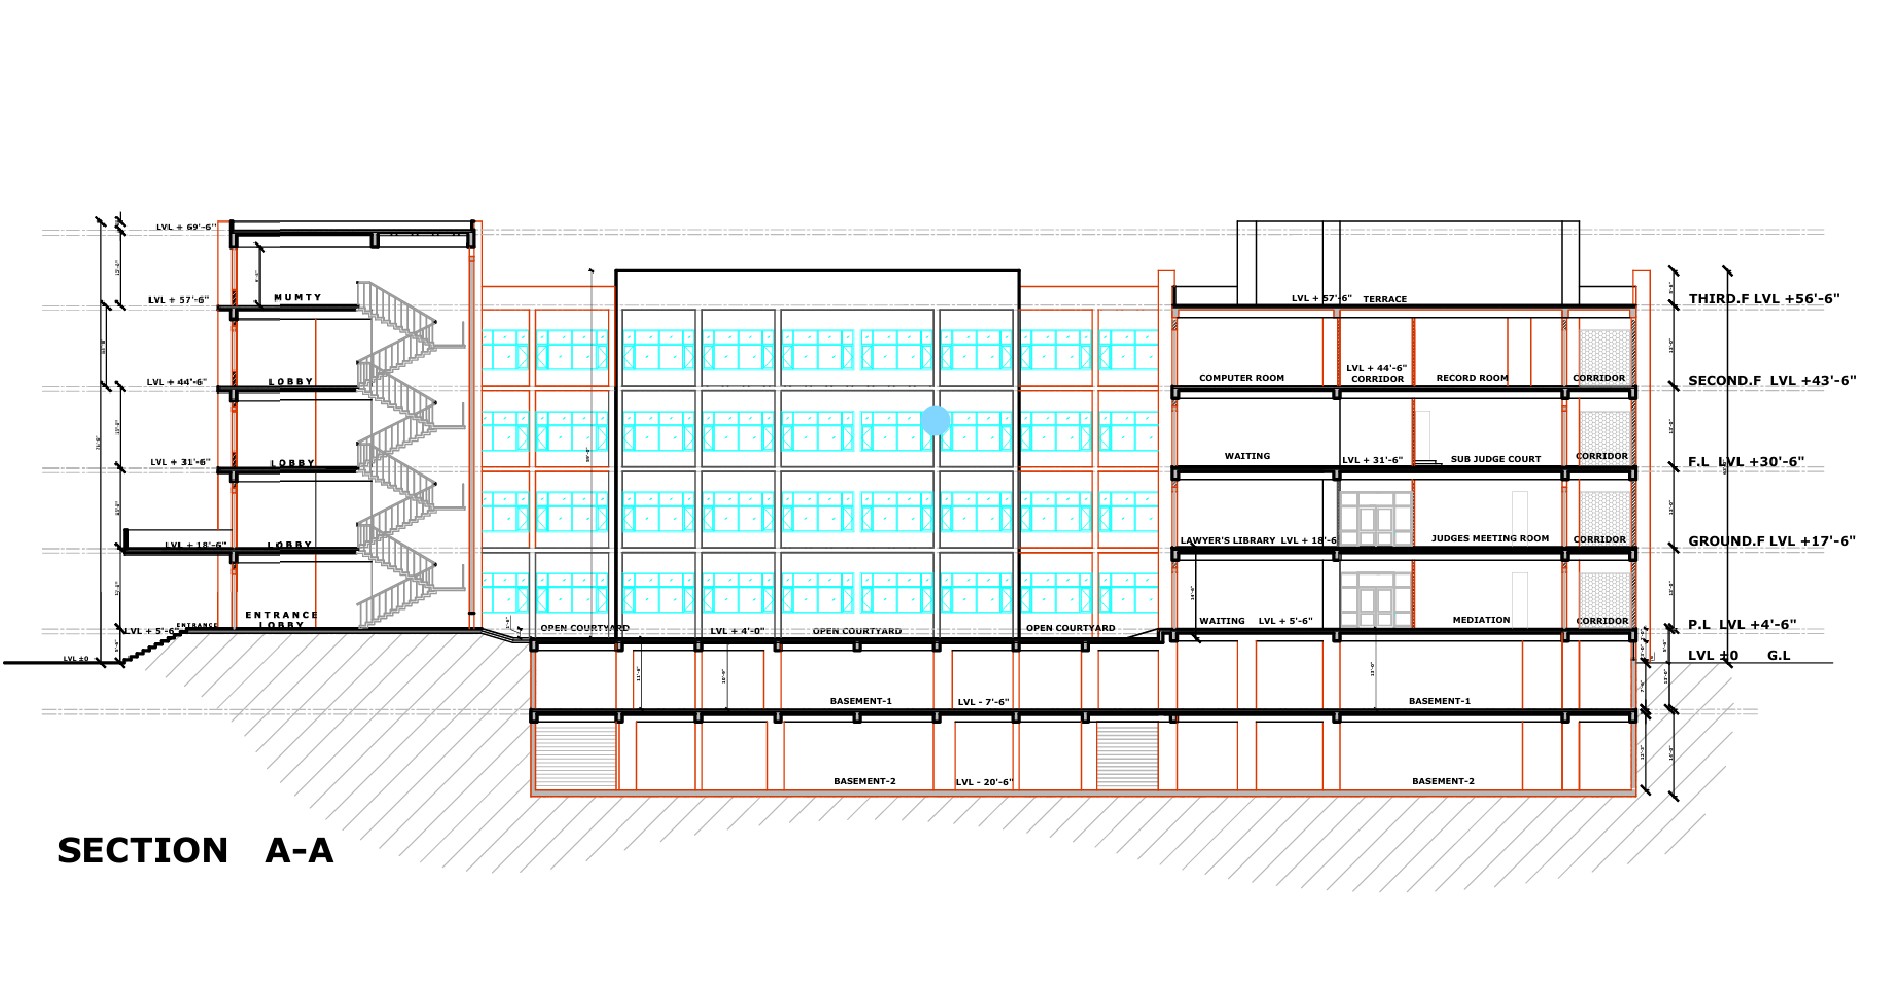 LVL + 69'-6"
MUMTY
LVL + 57'-6"
LVL + 57'-6" TERRACE
THIRD.F LVL +56'-6"
LVL + 44'-6"
LOBBY
COMPUTER ROOM
LVL + 44'-6"
CORRIDOR
RECORD ROOM
CORRIDOR
SECOND.F LVL +43'-6"
LVL + 31'-6"
LOBBY
WAITING
LVL + 31'-6"
SUB JUDGE COURT
CORRIDOR
F.L LVL +30'-6"
LVL + 18'-6"
LOBBY
LAWYER'S LIBRARY LVL + 18'-6
JUDGES MEETING ROOM
CORRIDOR
GROUND.F LVL +17'-6"
LVL + 5'-6"
ENTRANCE
ENTRANCE
LOBBY
OPEN COURTYARD
LVL + 4'-0"
OPEN COURTYARD
OPEN COURTYARD
WAITING
LVL + 5'-6"
MEDIATION
CORRIDOR
P.L LVL +4'-6"
LVL ±0
LVL ±0 G.L
BASEMENT-1
LVL - 7'-6"
BASEMENT-1
BASEMENT-2
LVL - 20'-6"
BASEMENT-2
SECTION A-A